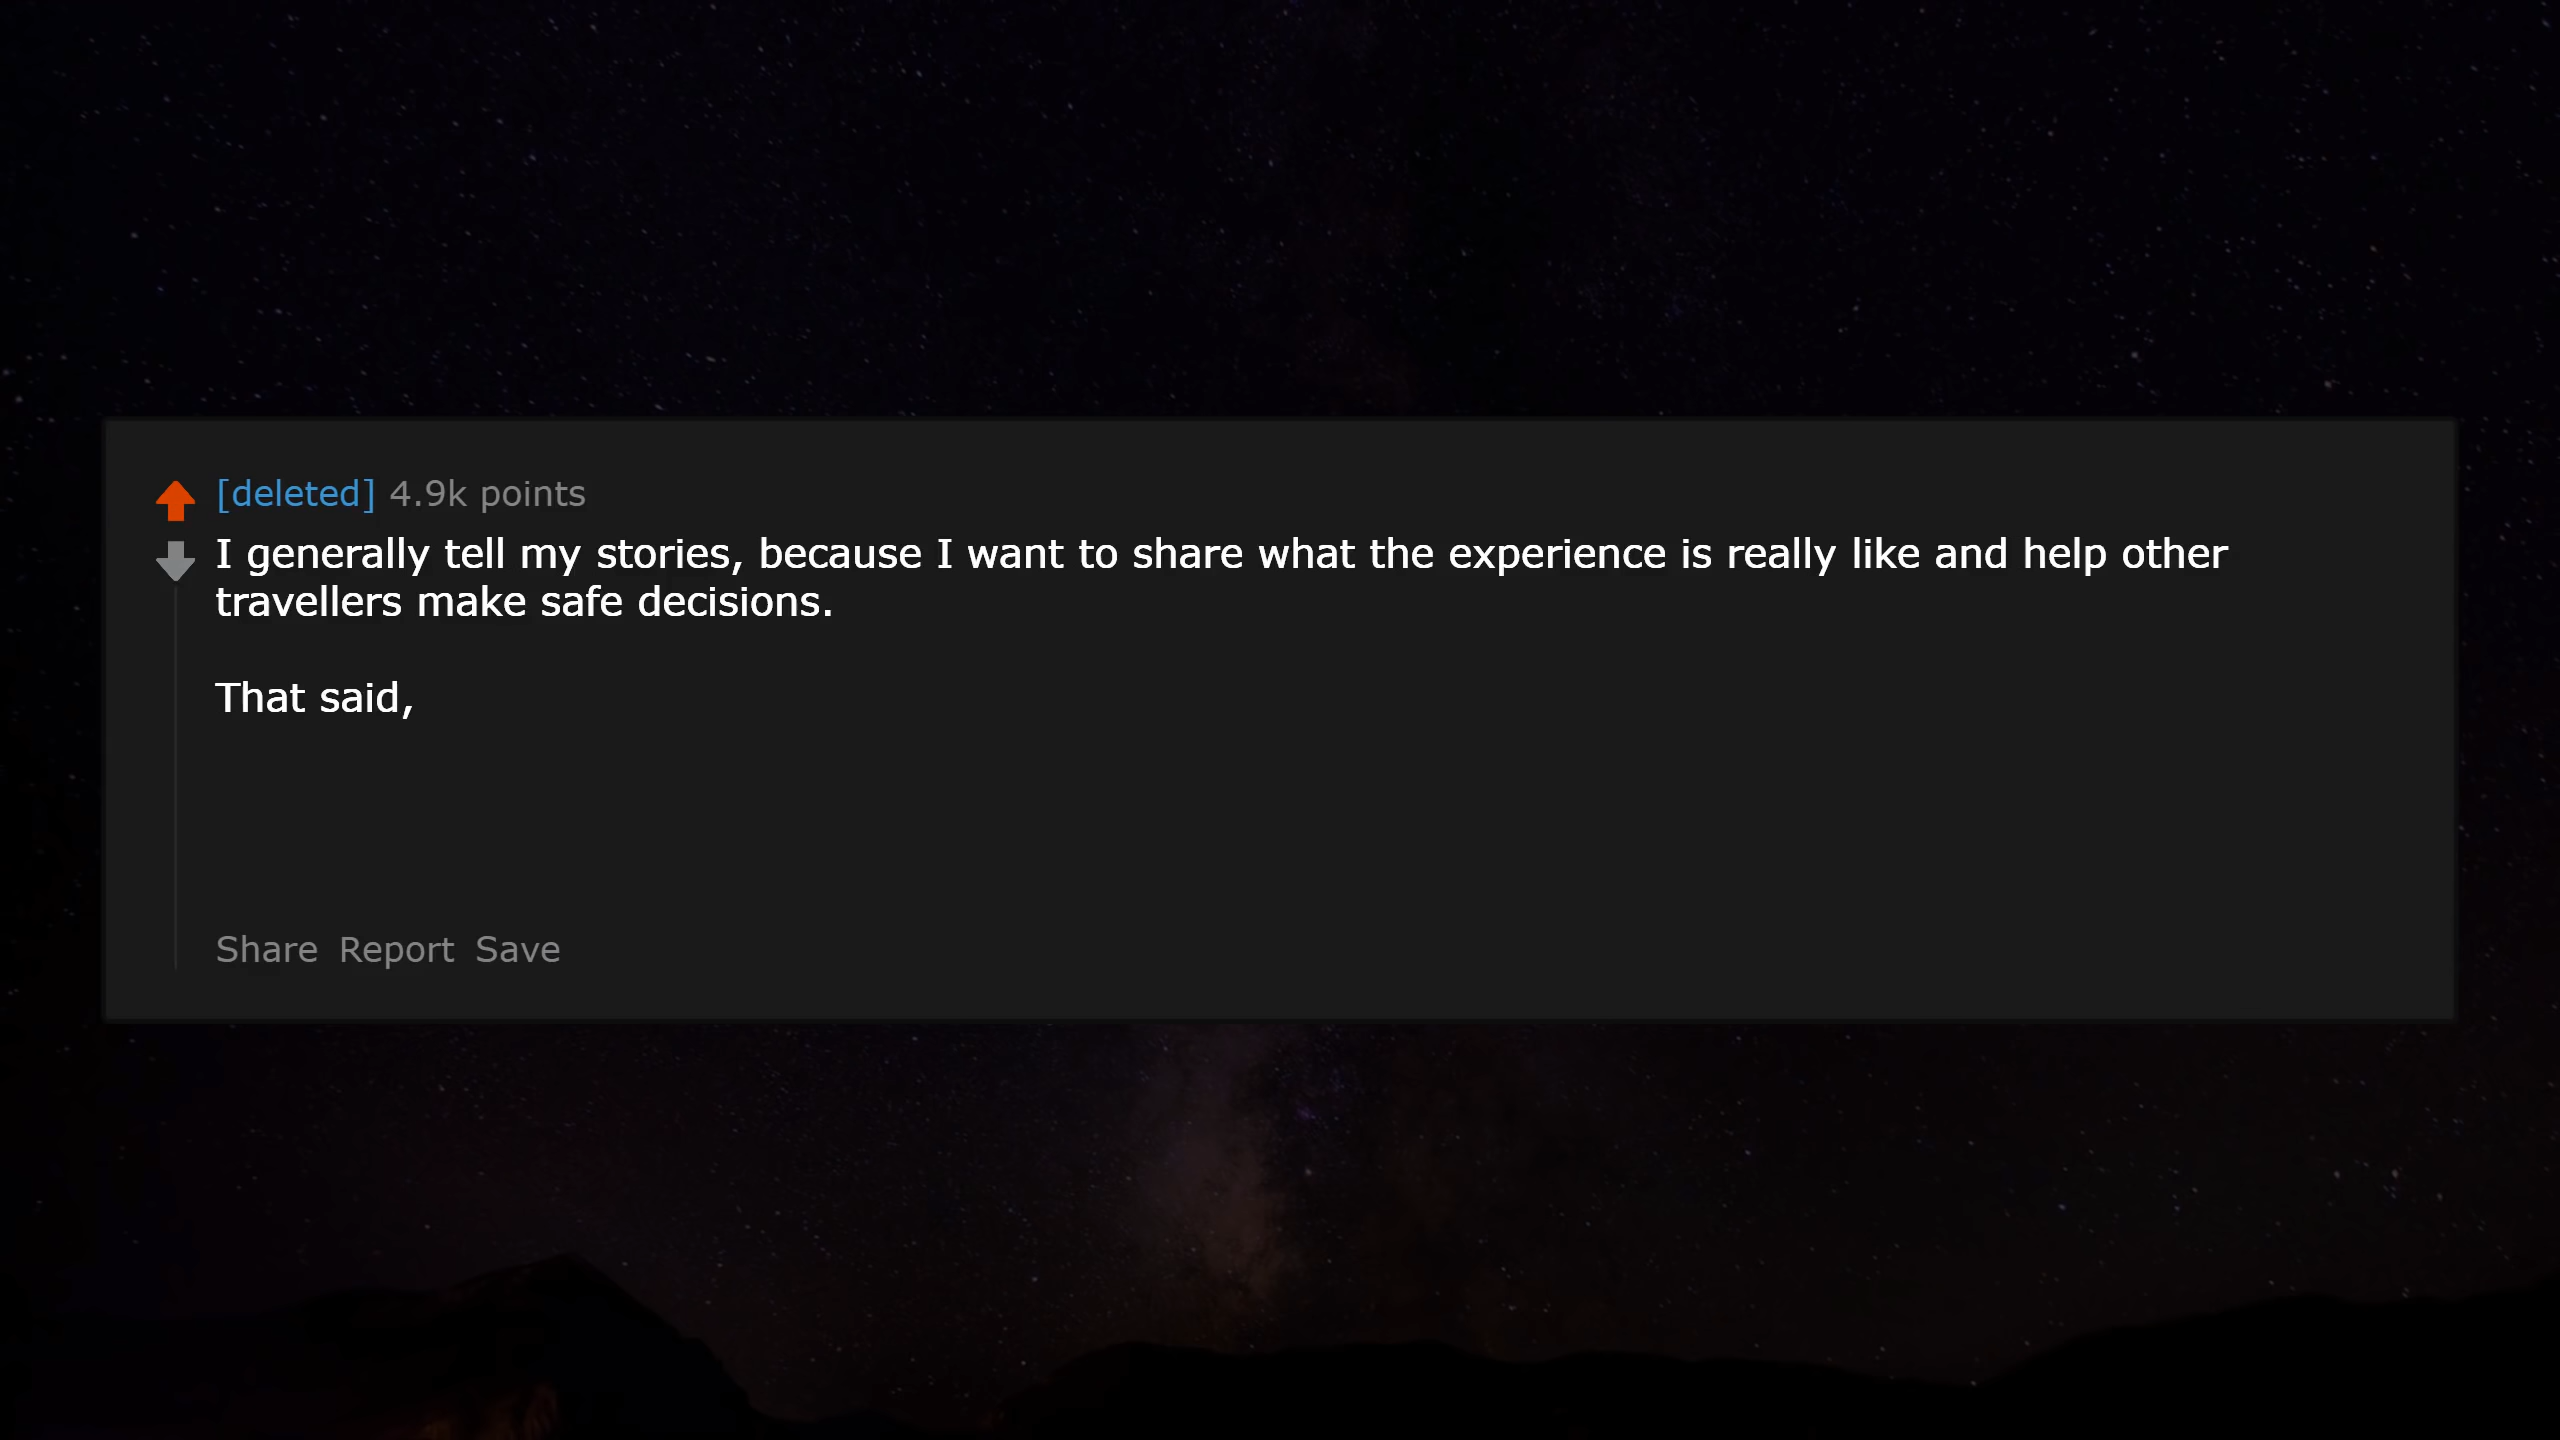 [deleted] 4.9k points
I generally tell my stories, because I want to share what the experience is really like and help other
travellers make safe decisions.
That said,
Share Report Save